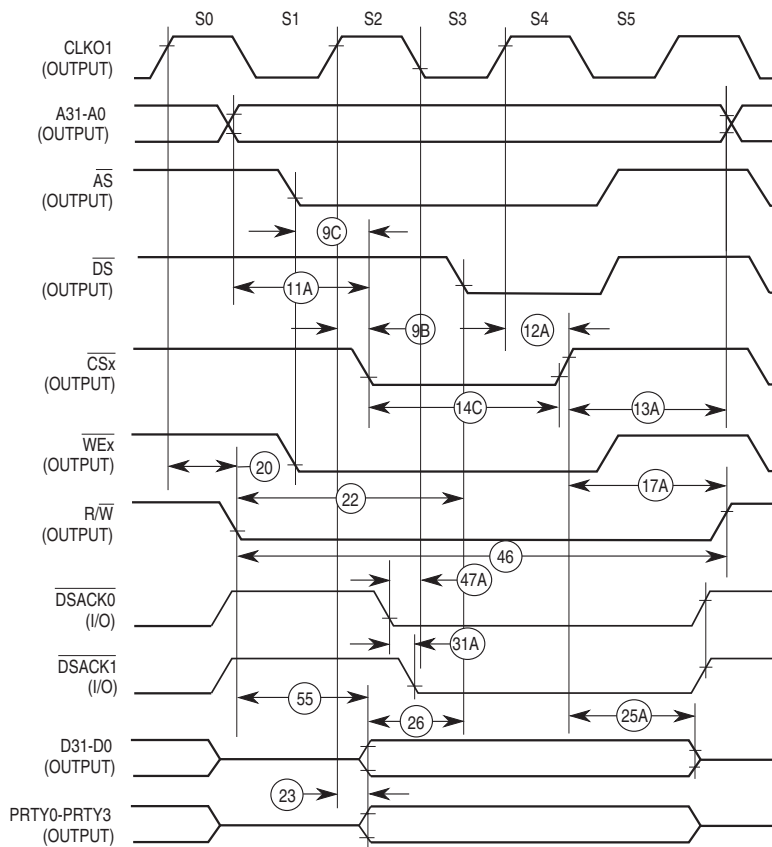 S0 S1 S2 S3 S4 S5
CLKO1
(OUTPUT)
A31-A0
(OUTPUT)
AS
(OUTPUT)
9C
DS
(OUTPUT)
11A
9B
12A
CSx
(OUTPUT)
14C
13A
WEx
(OUTPUT)
20
17A
22
R/W
(OUTPUT)
46
47A
DSACK0
(I/O)
31A
DSACK1
(I/O)
55
25A
26
D31-D0
(OUTPUT)
23
PRTY0-PRTY3
(OUTPUT)